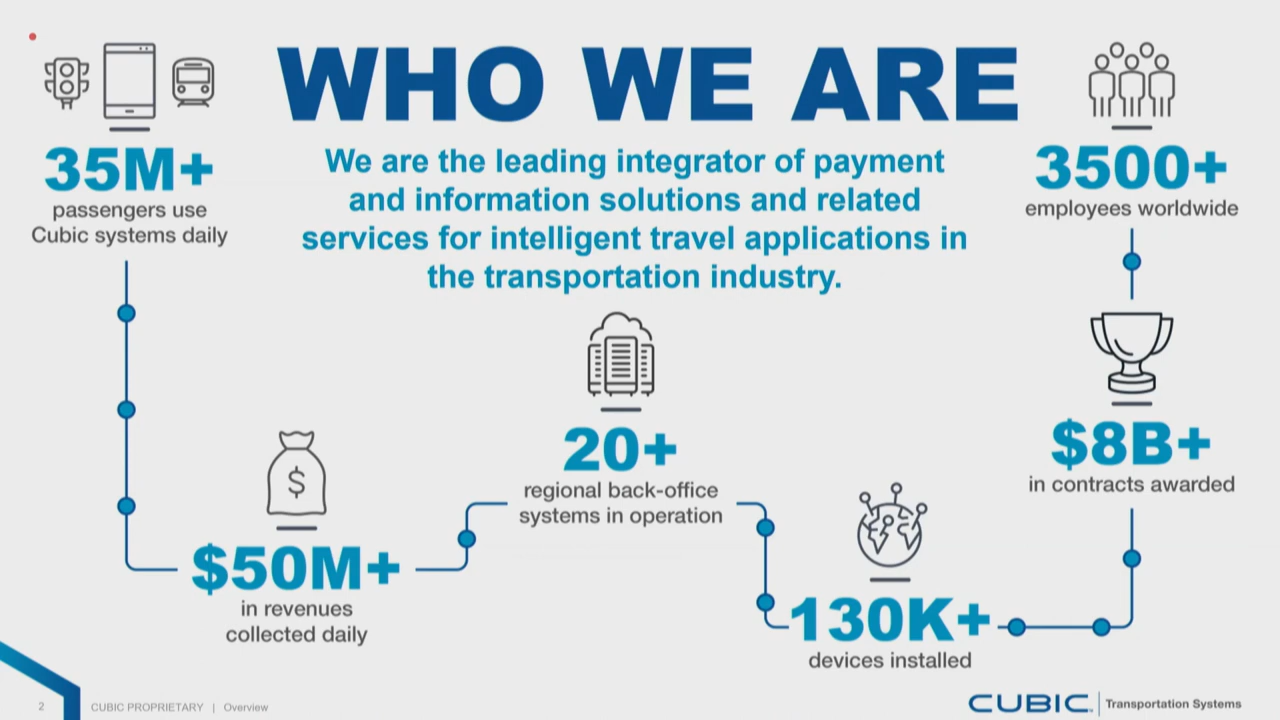 WHO WE ARE
We are the leading integrator of payment
and information solutions and related
services for intelligent travel applications in
the transportation industry.
35M+
passengers use
Cubic systems daily
$
$50M+
in revenues
collected daily
20+
regional back-office
systems in operation
130K+
devices installed
$8B+
in contracts awarded
3500+
employees worldwide
2 CUBIC PROPRIETARY | Overview
CUBIC™ | Transportation Systems